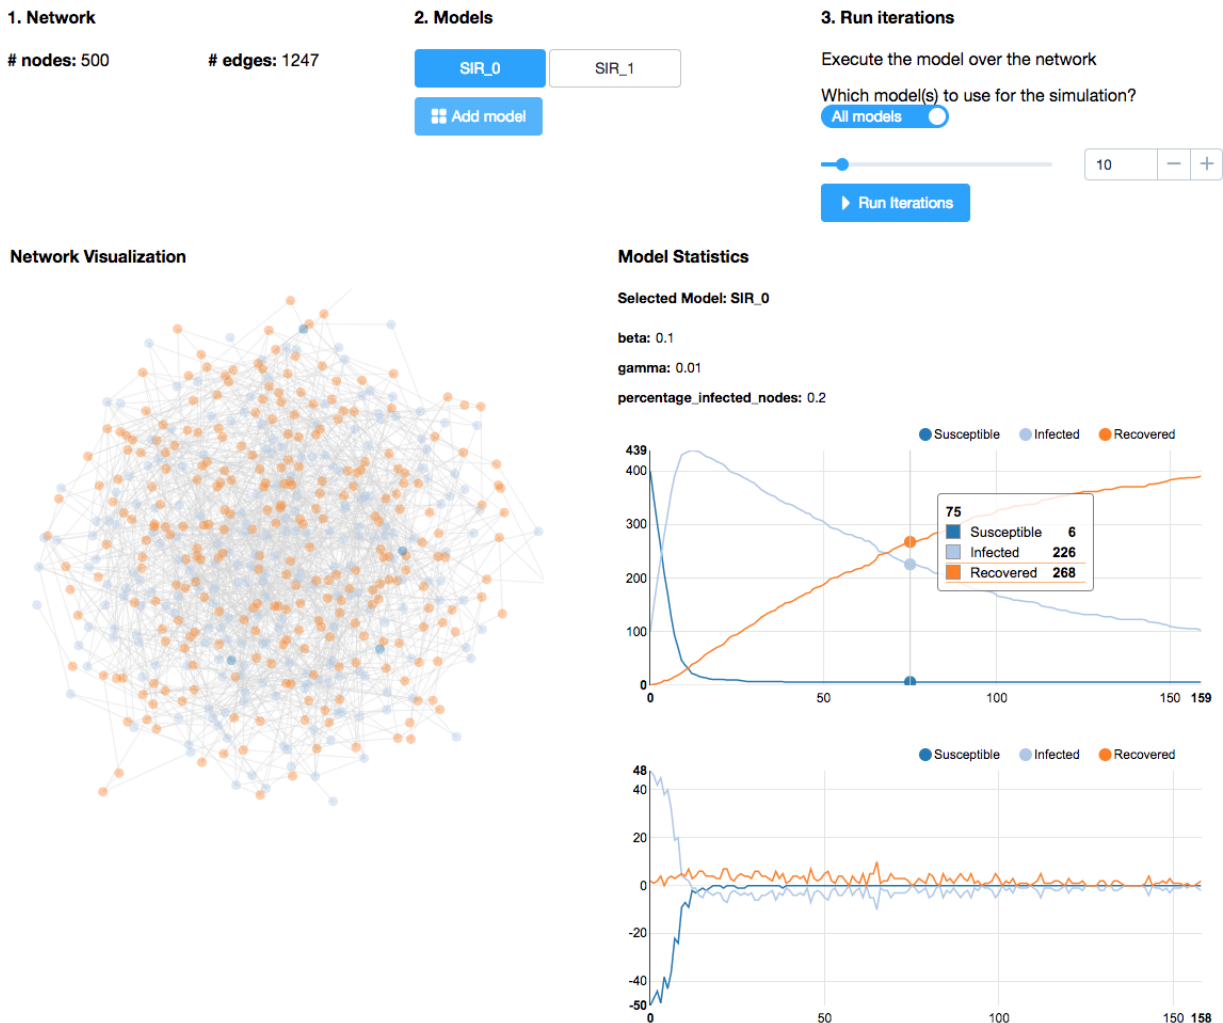 1. Network
# nodes: 500 # edges: 1247
2. Models
SIR_0 SIR_1
Add model
3. Run iterations
Execute the model over the network
Which model(s) to use for the simulation?
All models
10
Run Iterations
Network Visualization
Model Statistics
Selected Model: SIR_0
beta: 0.1
gamma: 0.01
percentage_infected_nodes: 0.2
Susceptible Infected Recovered
439
400
300
200
100
0
0 50 100 150 159
75
Susceptible 6
Infected 226
Recovered 268
Susceptible Infected Recovered
48
40
20
0
-20
-40
-50
0 50 100 150 158